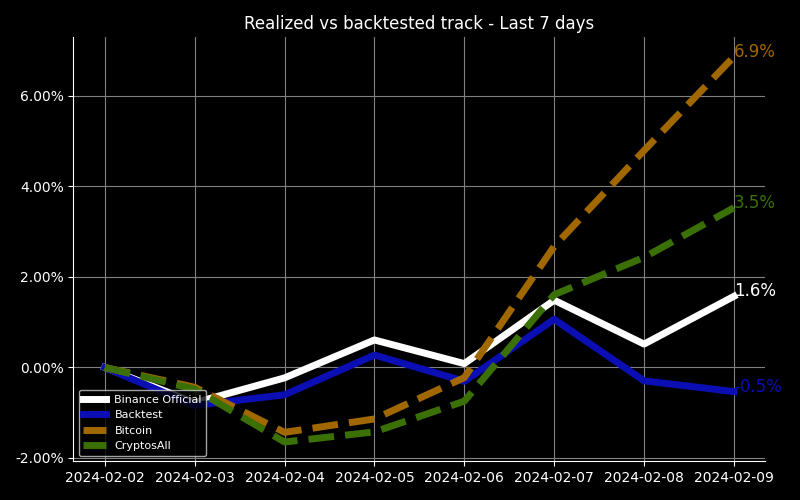 Realized vs backtested track - Last 7 days
6.9%
6.00%
4.00%
3.5%
2.00%
1.6%
0.00%
-0.5%
Binance Official
Backtest
Bitcoin
CryptosAll
-2.00%
2024-02-02 2024-02-03 2024-02-04 2024-02-05 2024-02-06 2024-02-07 2024-02-08 2024-02-09